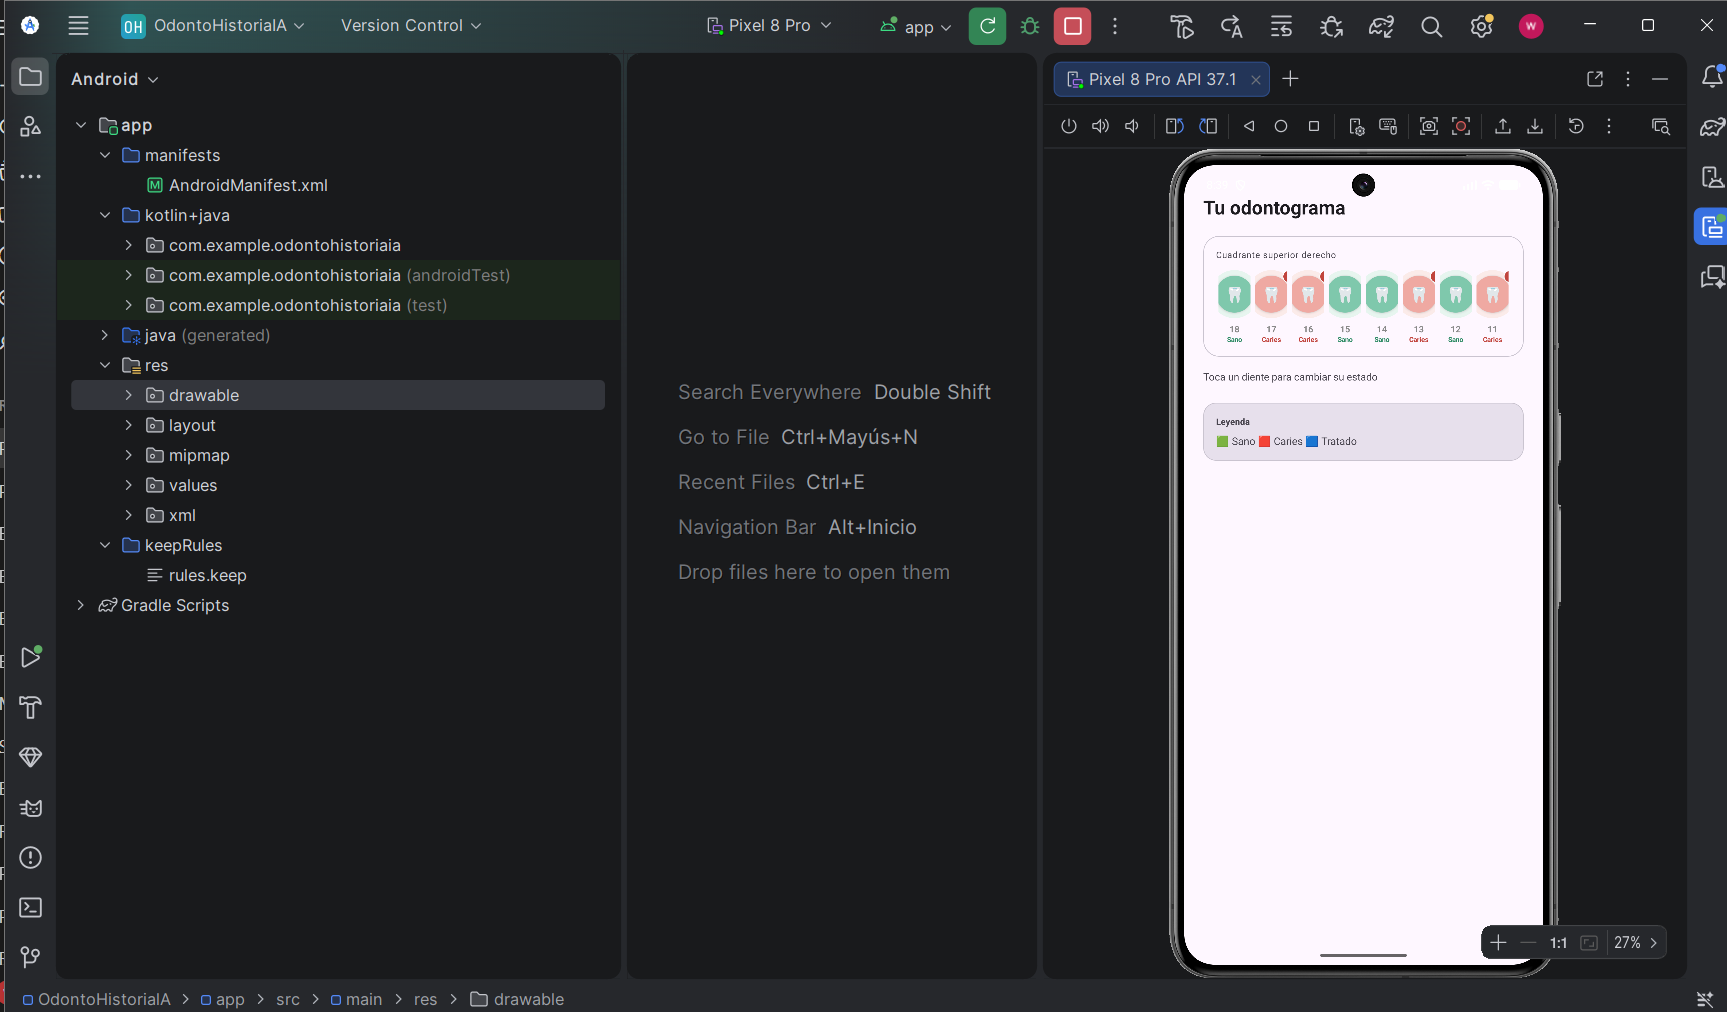 OH OdontoHistorialA Version Control Pixel 8 Pro app W
Android
app
manifests
AndroidManifest.xml
kotlin+java
com.example.odontohistoriaia
com.example.odontohistoriaia (androidTest)
com.example.odontohistoriaia (test)
java (generated)
res
drawable
layout
mipmap
values
xml
keepRules
rules.keep
Gradle Scripts
Search Everywhere Double Shift
Go to File Ctrl+Mayús+N
Recent Files Ctrl+E
Navigation Bar Alt+Inicio
Drop files here to open them
Pixel 8 Pro API 37.1
Tu odontograma
Cuadrante superior derecho
18 17 16 15 14 13 12 11
Sano Caries Caries Sano Sano Caries Sano Caries
Toca un diente para cambiar su estado
Leyenda
Sano Caries Tratado
1:1 27%
OdontoHistorialA app src main res drawable